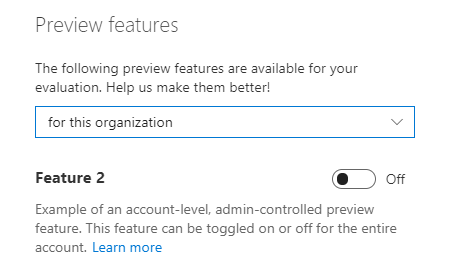 Preview features
The following preview features are available for your
evaluation. Help us make them better!
for this organization
Feature 2
Off
Example of an account-level, admin-controlled preview
feature. This feature can be toggled on or off for the entire
account. Learn more